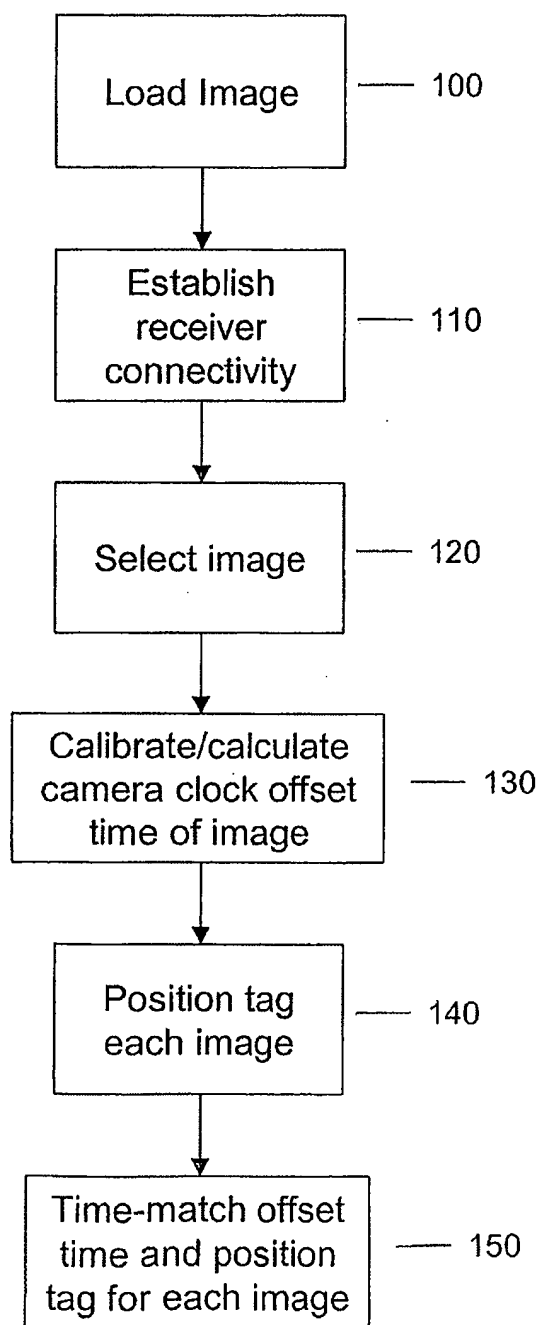 Load Image
100
Establish
receiver
connectivity
110
Select image
120
Calibrate/calculate
camera clock offset
time of image
130
Position tag
each image
140
Time-match offset
time and position
tag for each image
150